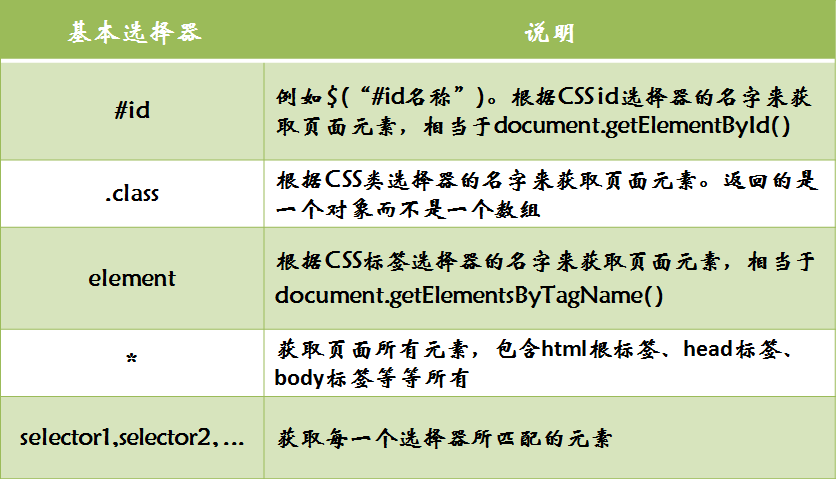 基本选择器 说明
#id
例如$(“#id名称”)。根据CSS id选择器的名字来获
取页面元素，相当于document.getElementById()
.class
根据CSS类选择器的名字来获取页面元素。返回的是
一个对象而不是一个数组
element
根据CSS标签选择器的名字来获取页面元素，相当于
document.getElementsByTagName()
*
获取页面所有元素，包含html根标签、head标签、
body标签等等所有
selector1,selector2, ...
获取每一个选择器所匹配的元素